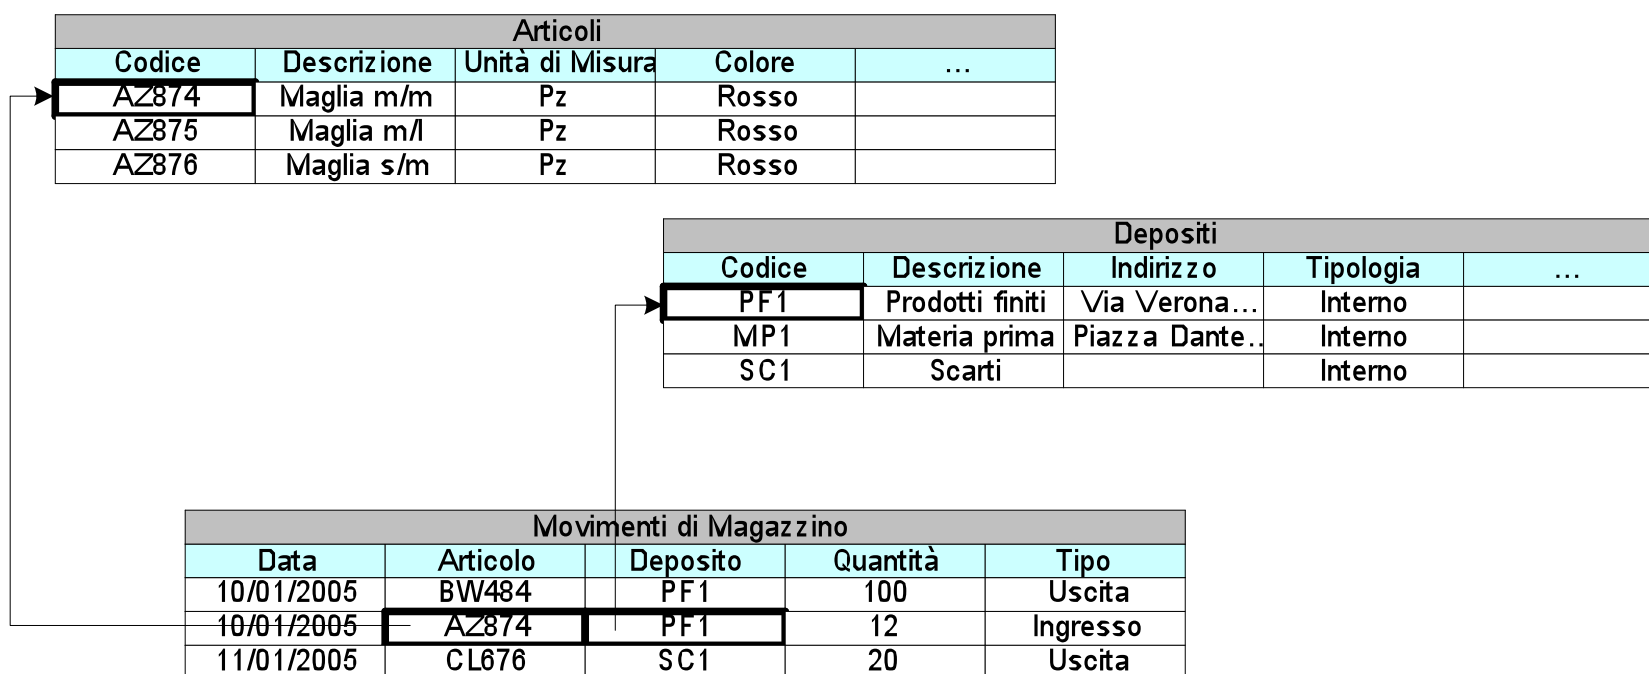 Articoli
Codice Descrizione Unità di Misura Colore ...
AZ874 Maglia m/m Pz Rosso
AZ875 Maglia m/l Pz Rosso
AZ876 Maglia s/m Pz Rosso
Depositi
Codice Descrizione Indirizzo Tipologia ...
PF1 Prodotti finiti Via Verona... Interno
MP1 Materia prima Piazza Dante.. Interno
SC1 Scarti Interno
Movimenti di Magazzino
Data Articolo Deposito Quantità Tipo
10/01/2005 BW484 PF1 100 Uscita
10/01/2005 AZ874 PF1 12 Ingresso
11/01/2005 CL676 SC1 20 Uscita